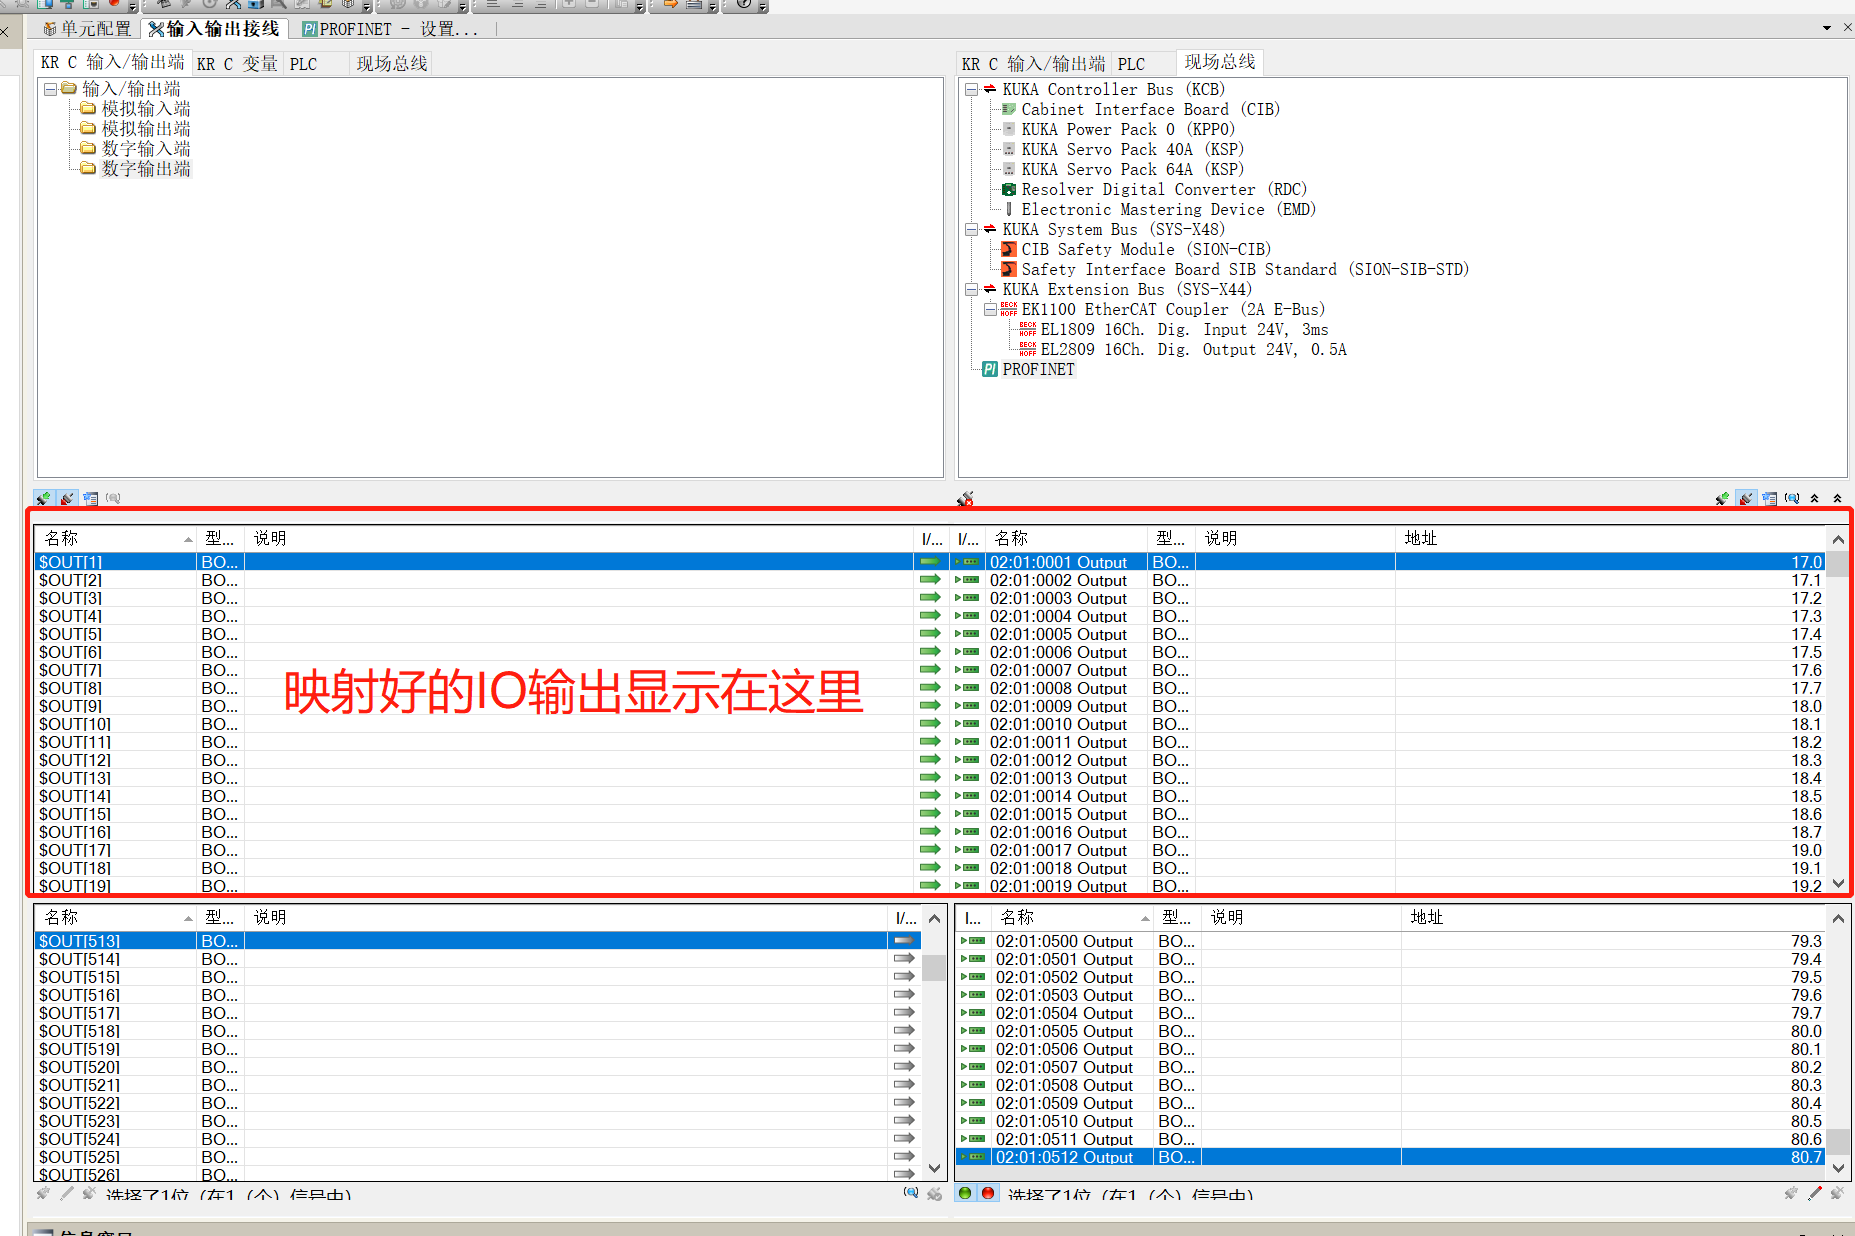 单元配置 输入输出接线 PROFINET - 设置...
KR C 输入/输出端 KR C 变量 PLC 现场总线
输入/输出端
模拟输入端
模拟输出端
数字输入端
数字输出端
KR C 输入/输出端 PLC 现场总线
KUKA Controller Bus (KCB)
Cabinet Interface Board (CIB)
KUKA Power Pack 0 (KPP0)
KUKA Servo Pack 40A (KSP)
KUKA Servo Pack 64A (KSP)
Resolver Digital Converter (RDC)
Electronic Mastering Device (EMD)
KUKA System Bus (SYS-X48)
CIB Safety Module (SION-CIB)
Safety Interface Board SIB Standard (SION-SIB-STD)
KUKA Extension Bus (SYS-X44)
EK1100 EtherCAT Coupler (2A E-Bus)
EL1809 16Ch. Dig. Input 24V, 3ms
EL2809 16Ch. Dig. Output 24V, 0.5A
PROFINET
名称 型... 说明 I/... I/... 名称 型... 说明 地址
$OUT[1] BO... 02:01:0001 Output BO... 17.0
$OUT[2] BO... 02:01:0002 Output BO... 17.1
$OUT[3] BO... 02:01:0003 Output BO... 17.2
$OUT[4] BO... 02:01:0004 Output BO... 17.3
$OUT[5] BO... 02:01:0005 Output BO... 17.4
$OUT[6] BO... 02:01:0006 Output BO... 17.5
$OUT[7] BO... 02:01:0007 Output BO... 17.6
$OUT[8] BO... 02:01:0008 Output BO... 17.7
$OUT[9] BO... 02:01:0009 Output BO... 18.0
$OUT[10] BO... 02:01:0010 Output BO... 18.1
$OUT[11] BO... 02:01:0011 Output BO... 18.2
$OUT[12] BO... 02:01:0012 Output BO... 18.3
$OUT[13] BO... 02:01:0013 Output BO... 18.4
$OUT[14] BO... 02:01:0014 Output BO... 18.5
$OUT[15] BO... 02:01:0015 Output BO... 18.6
$OUT[16] BO... 02:01:0016 Output BO... 18.7
$OUT[17] BO... 02:01:0017 Output BO... 19.0
$OUT[18] BO... 02:01:0018 Output BO... 19.1
$OUT[19] BO... 02:01:0019 Output BO... 19.2
映射好的IO输出显示在这里
名称 型... 说明 I/...
$OUT[513] BO...
$OUT[514] BO...
$OUT[515] BO...
$OUT[516] BO...
$OUT[517] BO...
$OUT[518] BO...
$OUT[519] BO...
$OUT[520] BO...
$OUT[521] BO...
$OUT[522] BO...
$OUT[523] BO...
$OUT[524] BO...
$OUT[525] BO...
$OUT[526] BO...
选择了1位（在1（个）信号中）
I... 名称 型... 说明 地址
02:01:0500 Output BO... 79.3
02:01:0501 Output BO... 79.4
02:01:0502 Output BO... 79.5
02:01:0503 Output BO... 79.6
02:01:0504 Output BO... 79.7
02:01:0505 Output BO... 80.0
02:01:0506 Output BO... 80.1
02:01:0507 Output BO... 80.2
02:01:0508 Output BO... 80.3
02:01:0509 Output BO... 80.4
02:01:0510 Output BO... 80.5
02:01:0511 Output BO... 80.6
02:01:0512 Output BO... 80.7
选择了1位（在1（个）信号中）
信息窗口